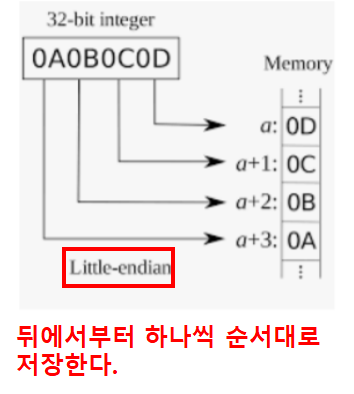 32-bit integer
0A0B0C0D
Memory
⋮
a: 0D
a+1: 0C
a+2: 0B
a+3: 0A
⋮
Little-endian
뒤에서부터 하나씩 순서대로
저장한다.